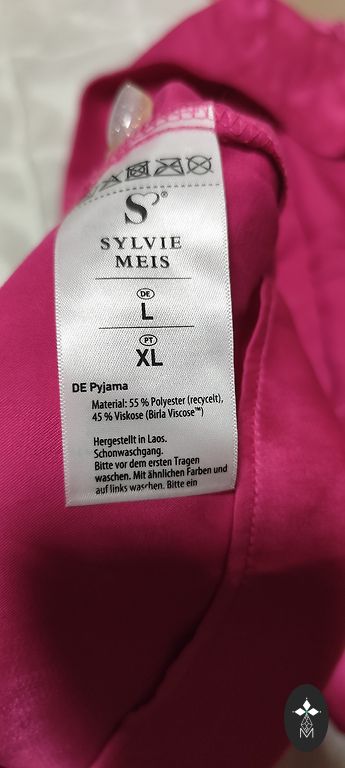 S®
SYLVIE
MEIS
DE
L
PT
XL
DE Pyjama
Material: 55 % Polyester (recycelt),
45 % Viskose (Birla Viscose™)
Hergestellt in Laos.
Schonwaschgang.
Bitte vor dem ersten Tragen
waschen. Mit ähnlichen Farben und
auf links waschen. Bitte ein
M